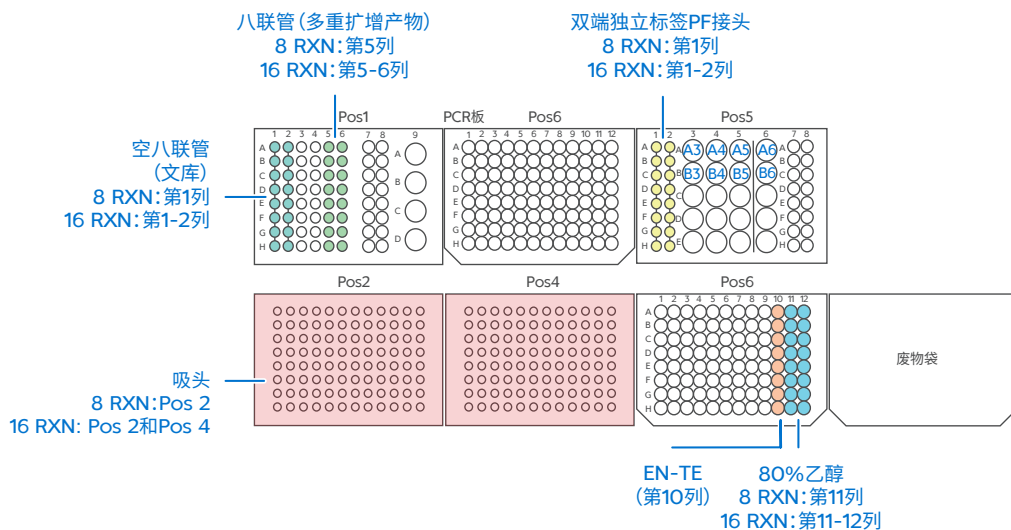 八联管(多重扩增产物)
8 RXN:第5列
16 RXN:第5-6列
双端独立标签PF接头
8 RXN:第1列
16 RXN:第1-2列
Pos1
PCR板
Pos6
Pos5
1 2 3 4 5 6 7 8 9
1 2 3 4 5 6 7 8 9 10 11 12
1 2 3 4 5 6 7 8
A
B
C
D
E
F
G
H
A
B
C
D
A
B
C
D
E
F
G
H
A
B
C
D
E
F
G
H
A
B
C
D
E
A3 A4 A5 A6
B3 B4 B5 B6
A
B
C
D
E
F
G
H
空八联管
(文库)
8 RXN:第1列
16 RXN:第1-2列
Pos2
Pos4
Pos6
1 2 3 4 5 6 7 8 9 10 11 12
A
B
C
D
E
F
G
H
废物袋
吸头
8 RXN:Pos 2
16 RXN: Pos 2和Pos 4
EN-TE
(第10列)
80%乙醇
8 RXN:第11列
16 RXN:第11-12列